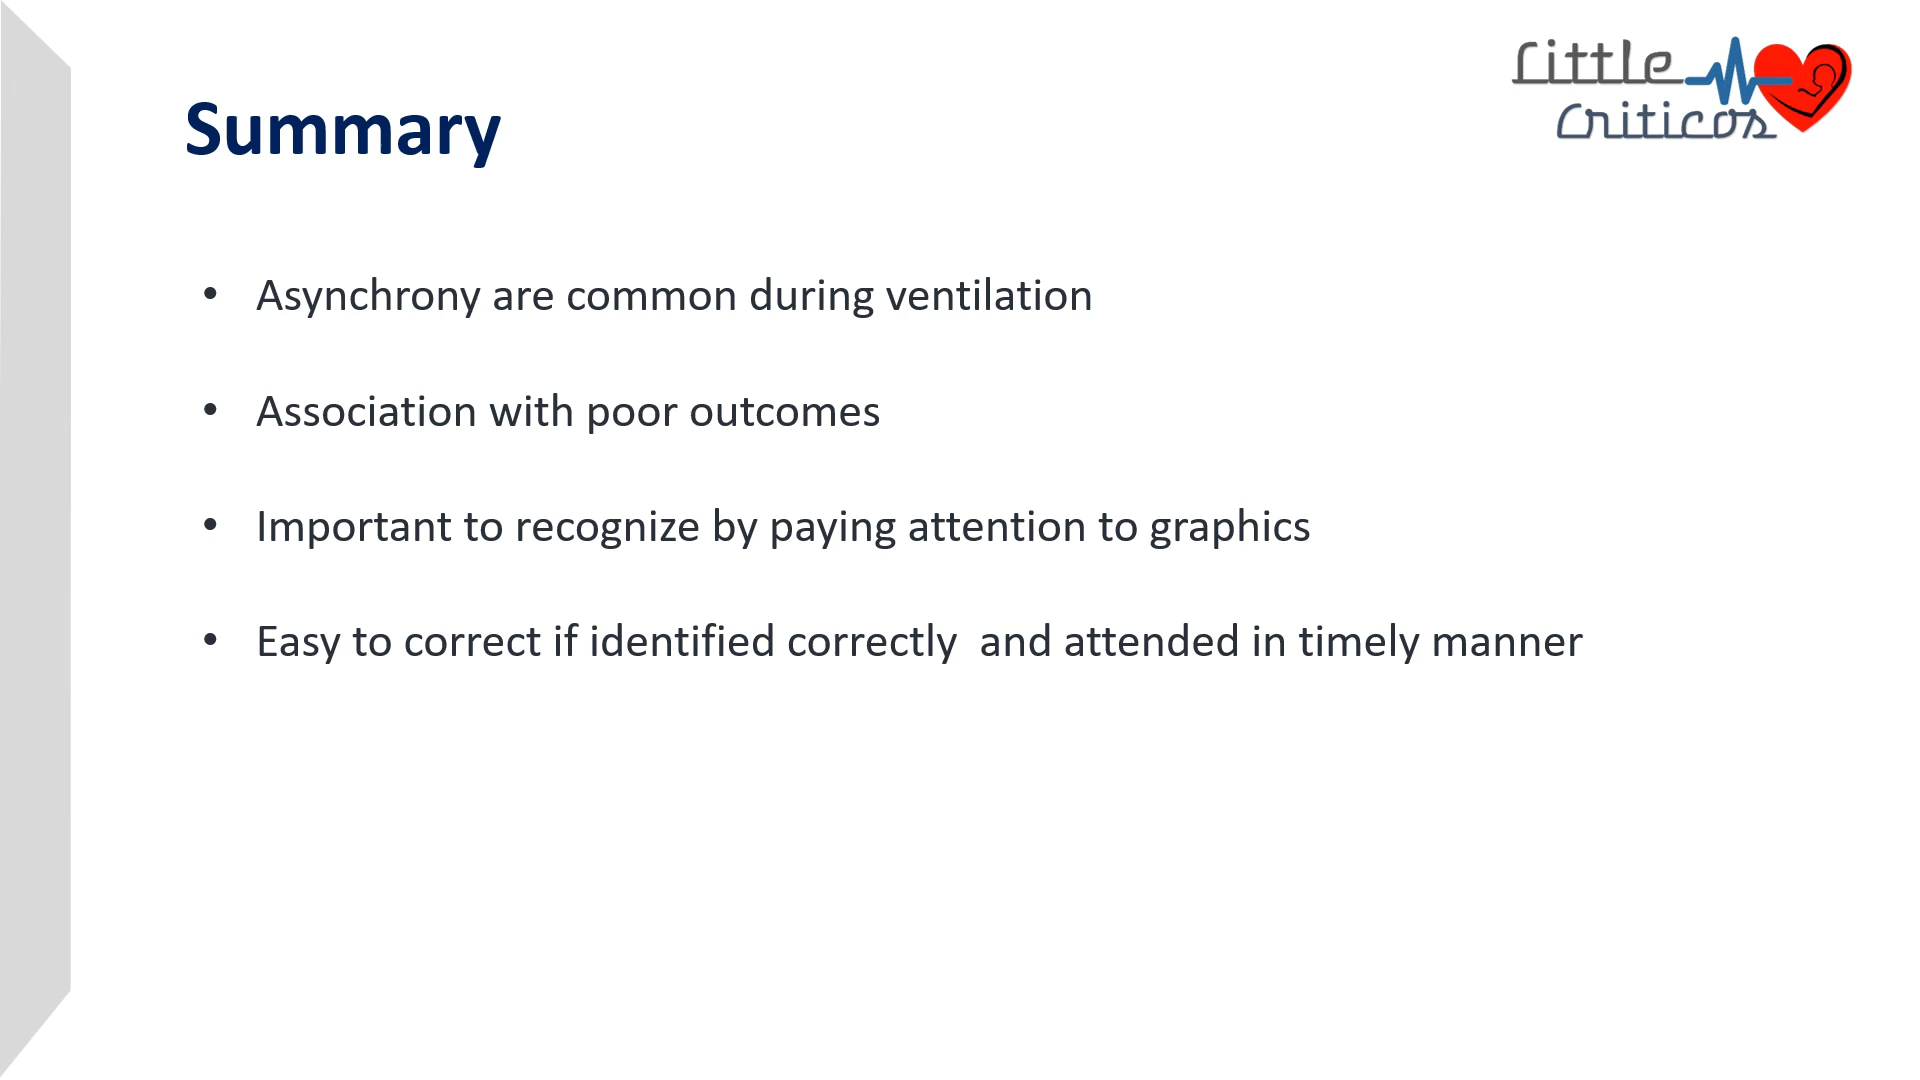 Little
Criticos
Summary
• Asynchrony are common during ventilation
• Association with poor outcomes
• Important to recognize by paying attention to graphics
• Easy to correct if identified correctly  and attended in timely manner